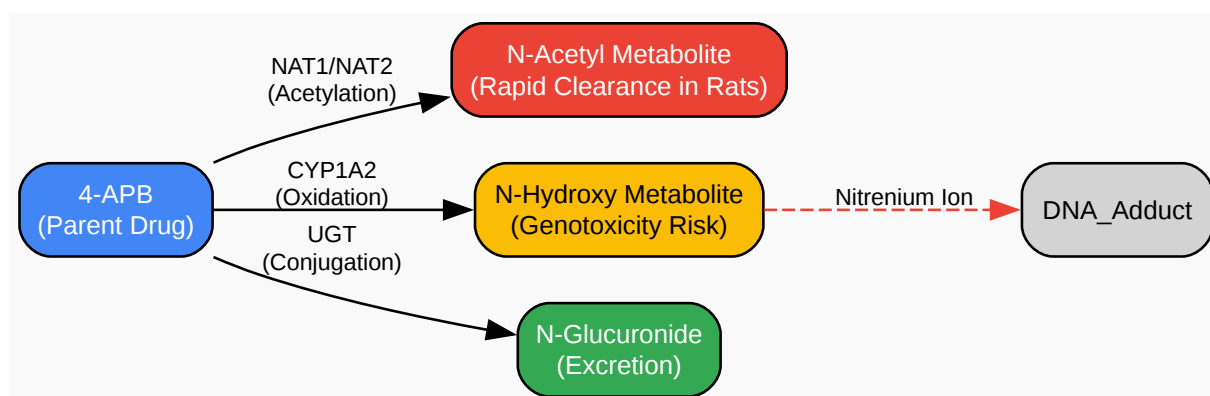 NAT1/NAT2
(Acetylation)
N-Acetyl Metabolite
(Rapid Clearance in Rats)
4-APB
(Parent Drug)
CYP1A2
(Oxidation)
N-Hydroxy Metabolite
(Genotoxicity Risk)
Nitrenium Ion
DNA_Adduct
UGT
(Conjugation)
N-Glucuronide
(Excretion)